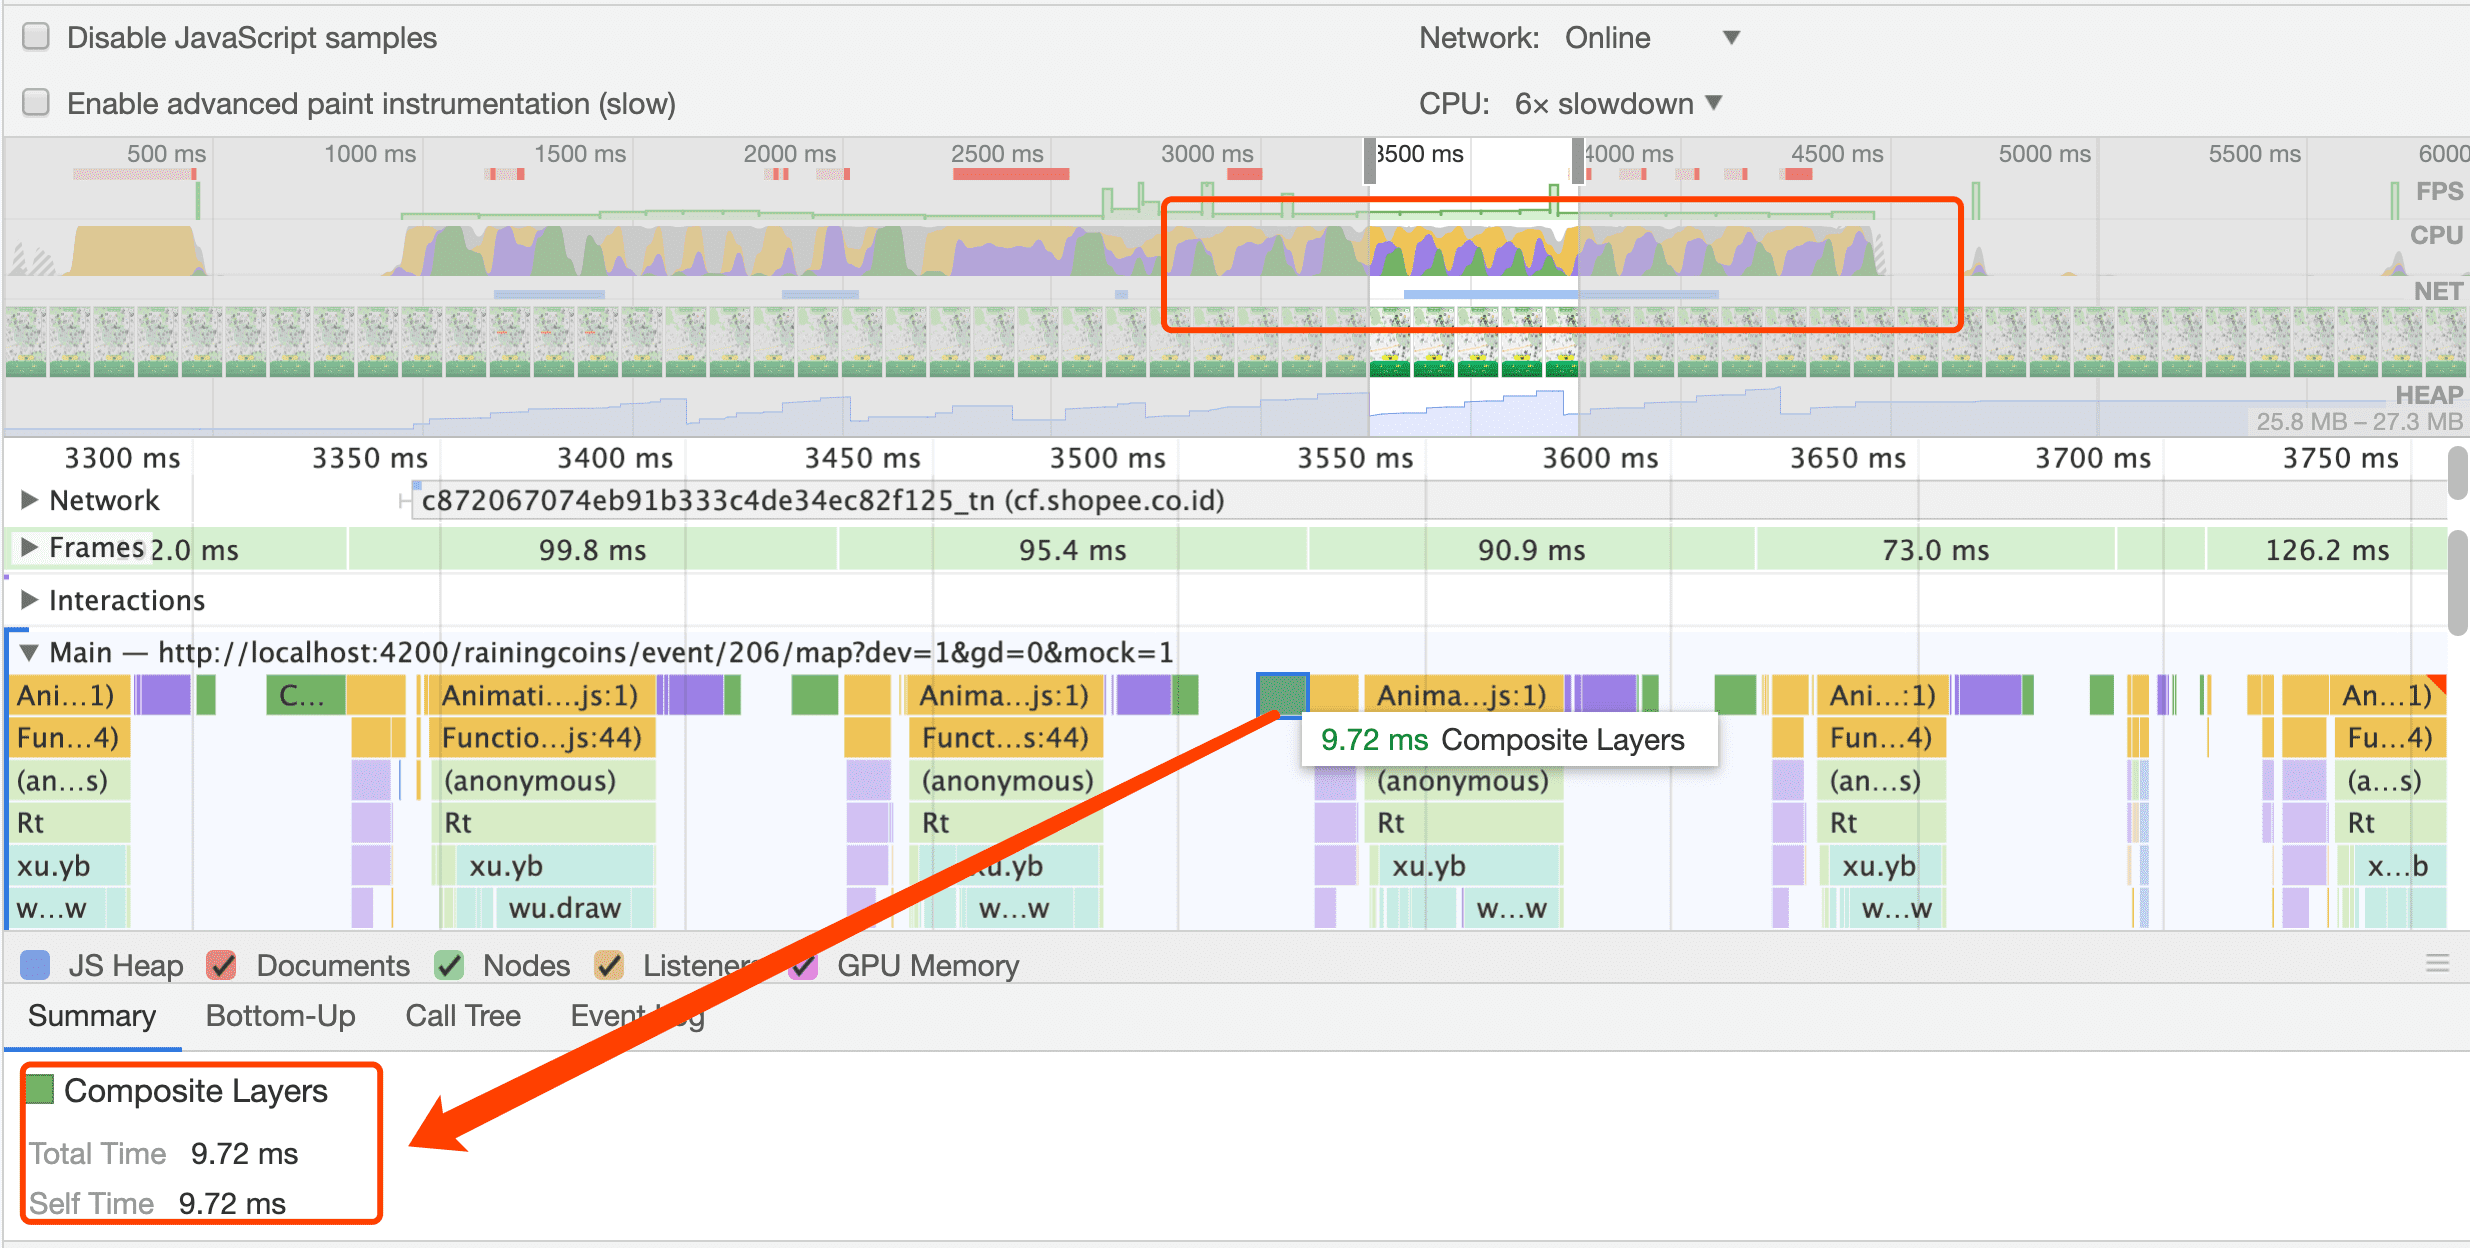 Disable JavaScript samples
Network: Online
Enable advanced paint instrumentation (slow)
CPU: 6× slowdown
500 ms 1000 ms 1500 ms 2000 ms 2500 ms 3000 ms 3500 ms 4000 ms 4500 ms 5000 ms 5500 ms 6000
FPS
CPU
NET
HEAP
25.8 MB – 27.3 MB
3300 ms 3350 ms 3400 ms 3450 ms 3500 ms 3550 ms 3600 ms 3650 ms 3700 ms 3750 ms
Network c872067074eb91b333c4de34ec82f125_tn (cf.shopee.co.id)
Frames 2.0 ms 99.8 ms 95.4 ms 90.9 ms 73.0 ms 126.2 ms
Interactions
Main — http://localhost:4200/rainingcoins/event/206/map?dev=1&gd=0&mock=1
Ani…1) C… Animati….js:1) Anima…js:1) Anima…js:1) Ani…:1) An…1)
Fun…4) Functio…js:44) Funct…s:44) Fun…4) Fu…4)
9.72 ms Composite Layers
(an…s) (anonymous) (anonymous) (anonymous) (an…s) (a…s)
Rt Rt Rt Rt Rt Rt
xu.yb xu.yb xu.yb xu.yb xu.yb x…b
w…w wu.draw w…w w…w w…w
JS Heap Documents Nodes Listeners GPU Memory
Summary Bottom-Up Call Tree Event Log
Composite Layers
Total Time 9.72 ms
Self Time 9.72 ms